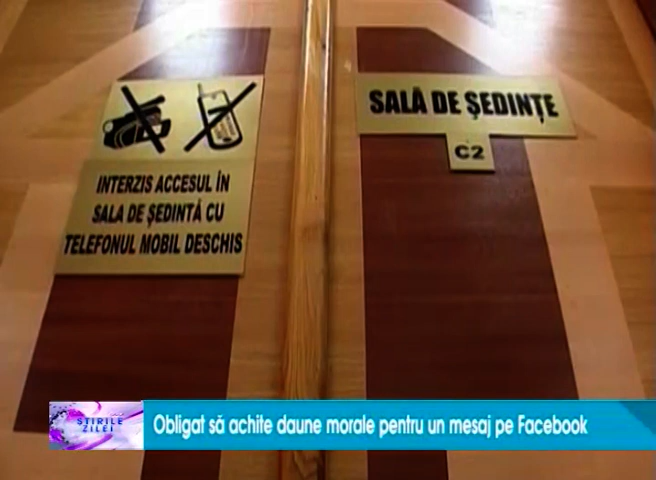 INTERZIS ACCESUL ÎN
SALA DE ȘEDINTĂ CU
TELEFONUL MOBIL DESCHIS
SALĂ DE ȘEDINȚE
C2
ȘTIRILE
ZILEI
Obligat să achite daune morale pentru un mesaj pe Facebook